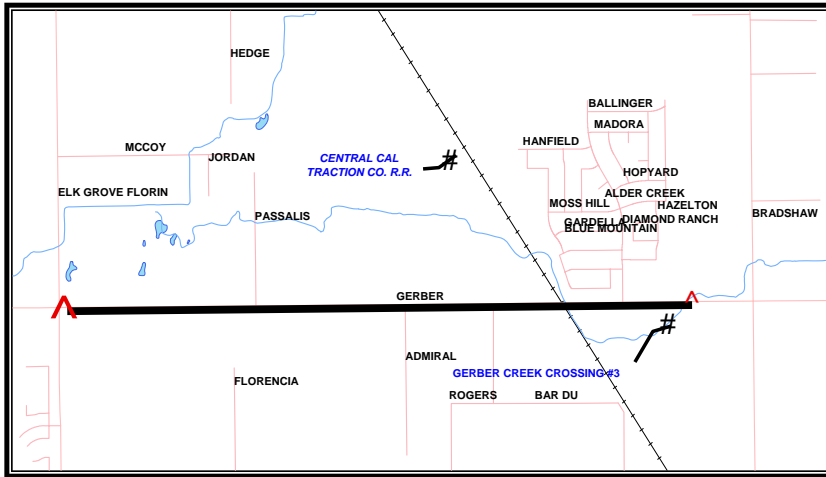 HEDGE
BALLINGER
MADORA
HANFIELD
MCCOY
JORDAN
CENTRAL CAL
TRACTION CO. R.R.
#
HOPYARD
ELK GROVE FLORIN
ALDER CREEK
MOSS HILL
HAZELTON
PASSALIS
BRADSHAW
GARDELLA
DIAMOND RANCH
BLUE MOUNTAIN
GERBER
#
ADMIRAL
GERBER CREEK CROSSING #3
FLORENCIA
ROGERS
BAR DU